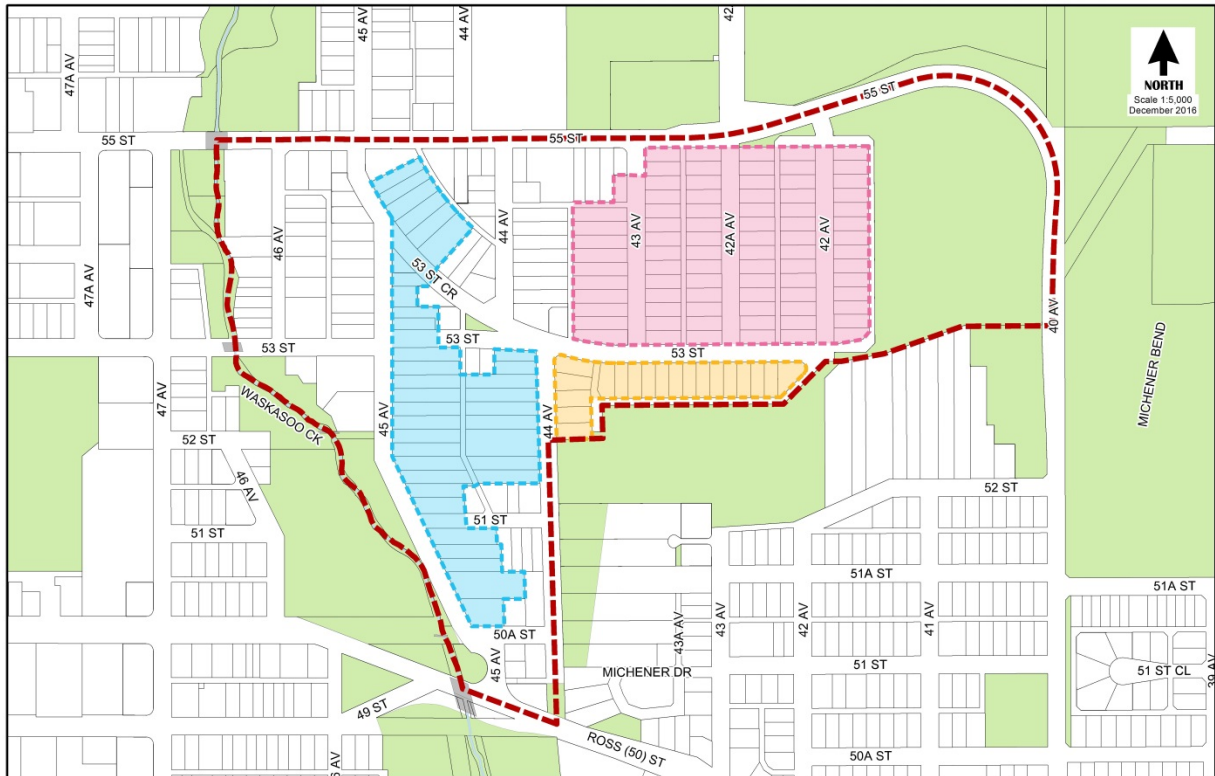 45 AV
44 AV
42
47A AV
NORTH
Scale 1:5,000
December 2016
55 ST
55 ST
55 ST
46 AV
44 AV
43 AV
42A AV
42 AV
53 ST CR
47A AV
40 AV
53 ST
53 ST
53 ST
MICHENER BEND
WASKASOO CK
47 AV
45 AV
44 AV
52 ST
46 AV
52 ST
51 ST
51 ST
51A ST
51A ST
50A ST
43A AV
43 AV
42 AV
41 AV
45 AV
MICHENER DR
51 ST
51 ST CL
39 AV
49 ST
ROSS (50) ST
50A ST